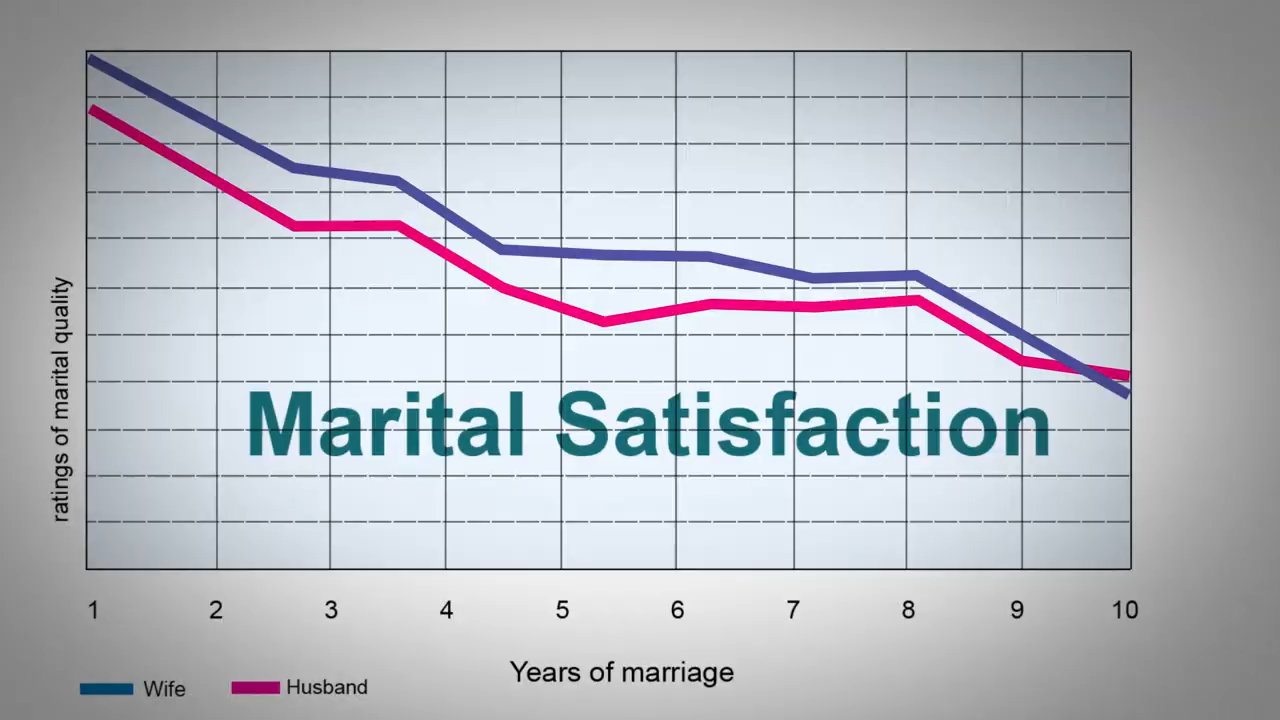 ratings of marital quality
Marital Satisfaction
1 2 3 4 5 6 7 8 9 10
Years of marriage
Wife Husband